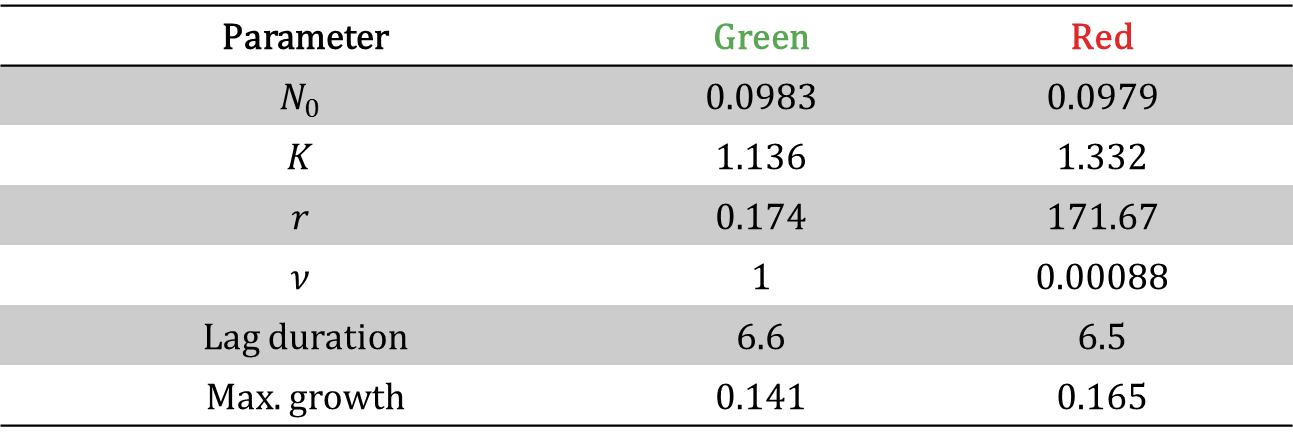 Parameter Green Red
N₀ 0.0983 0.0979
K 1.136 1.332
r 0.174 171.67
ν 1 0.00088
Lag duration 6.6 6.5
Max. growth 0.141 0.165